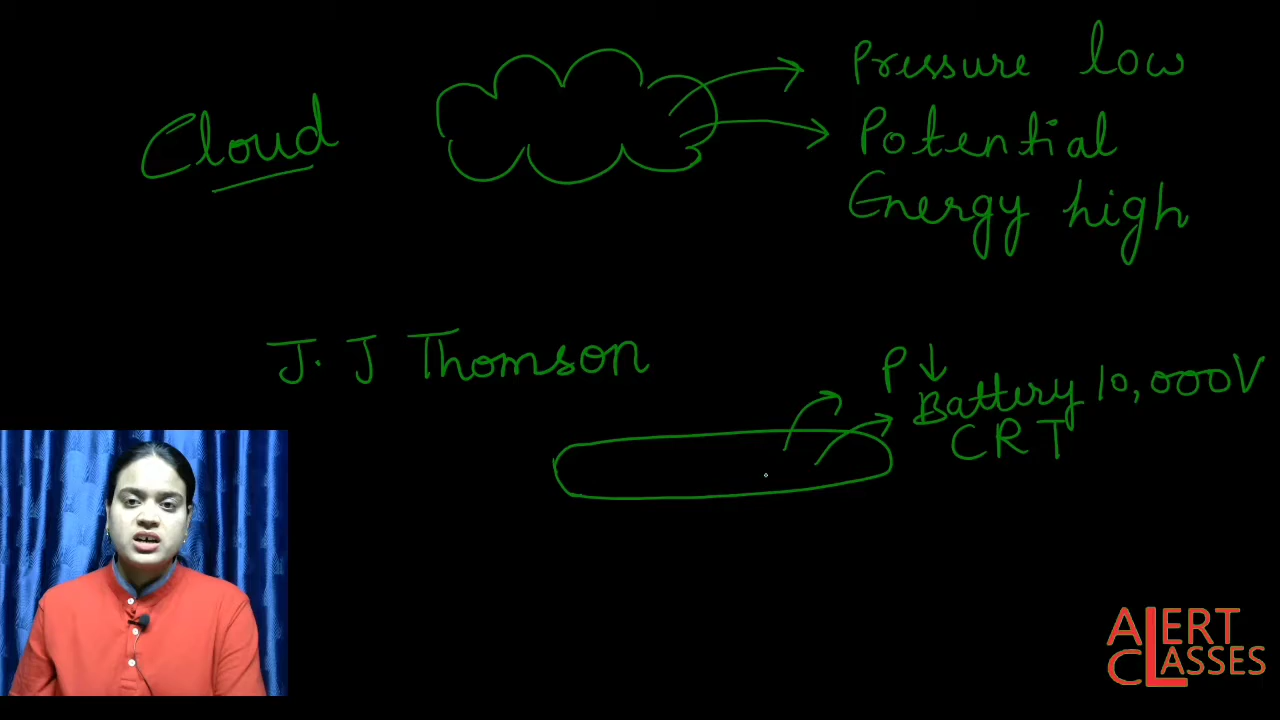 Cloud
Pressure low
Potential
Energy high
J. J Thomson
P ↓
Battery 10,000V
CRT
ALERT
CLASSES